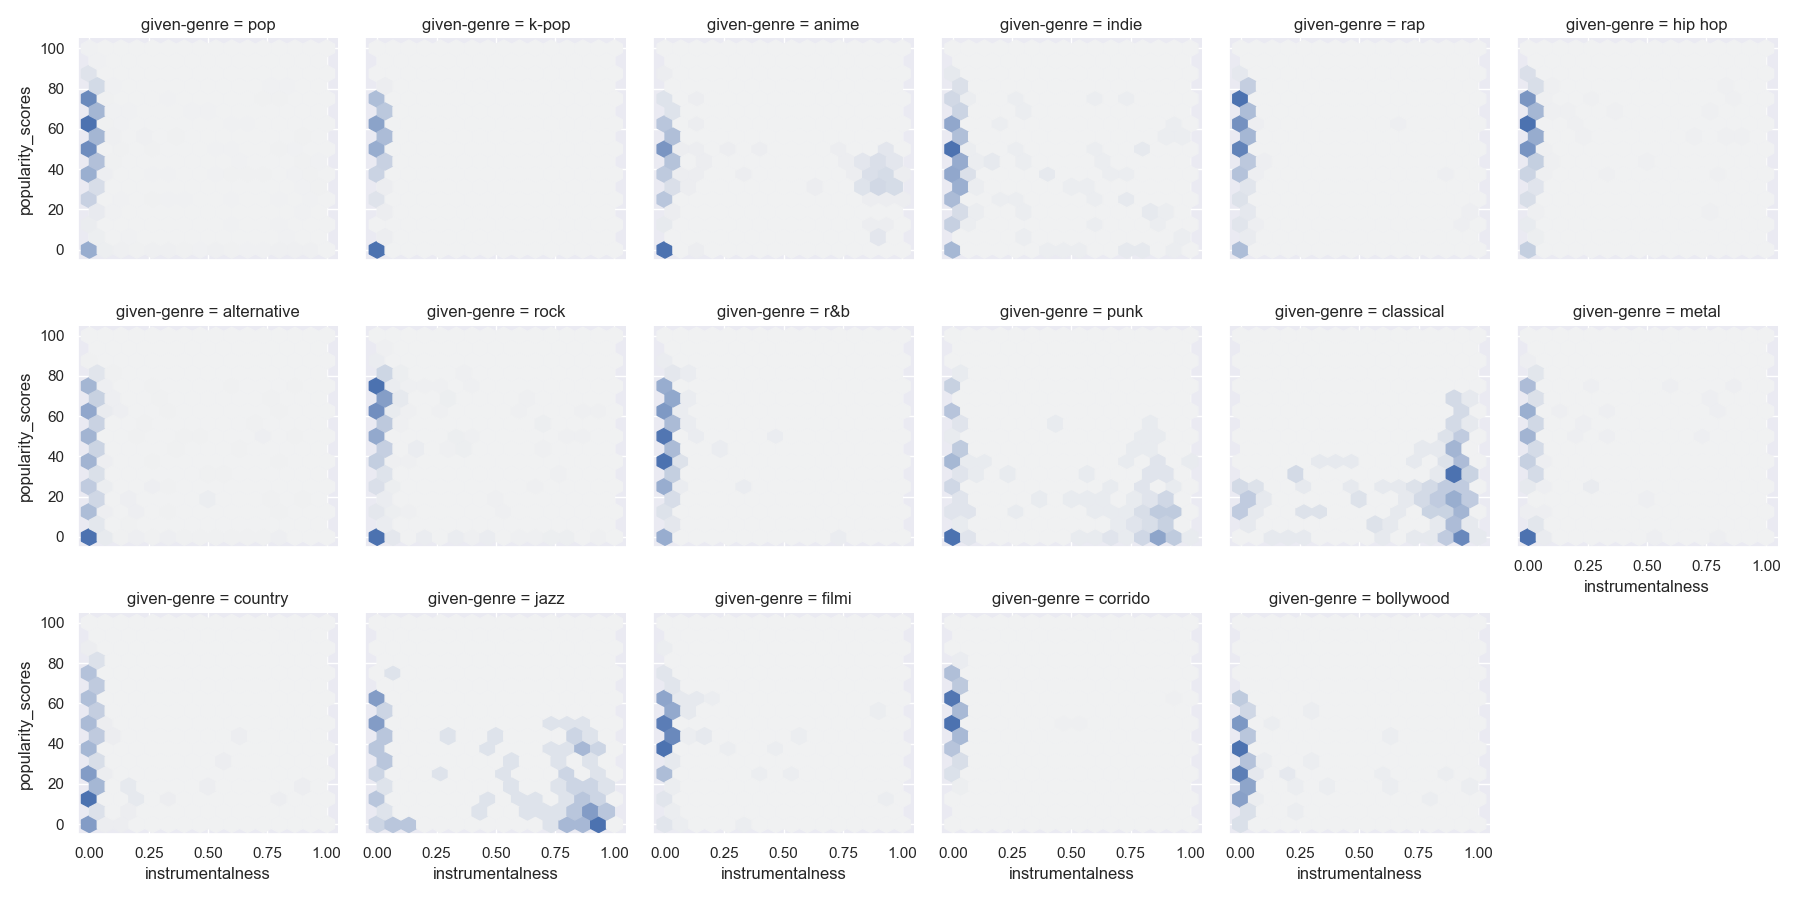 given-genre = pop given-genre = k-pop given-genre = anime given-genre = indie given-genre = rap given-genre = hip hop
100
80
60
40
20
0
popularity_scores
given-genre = alternative given-genre = rock given-genre = r&b given-genre = punk given-genre = classical given-genre = metal
100
80
60
40
20
0
popularity_scores
0.00 0.25 0.50 0.75 1.00
instrumentalness
given-genre = country given-genre = jazz given-genre = filmi given-genre = corrido given-genre = bollywood
100
80
60
40
20
0
popularity_scores
0.00 0.25 0.50 0.75 1.00 0.00 0.25 0.50 0.75 1.00 0.00 0.25 0.50 0.75 1.00 0.00 0.25 0.50 0.75 1.00 0.00 0.25 0.50 0.75 1.00
instrumentalness instrumentalness instrumentalness instrumentalness instrumentalness